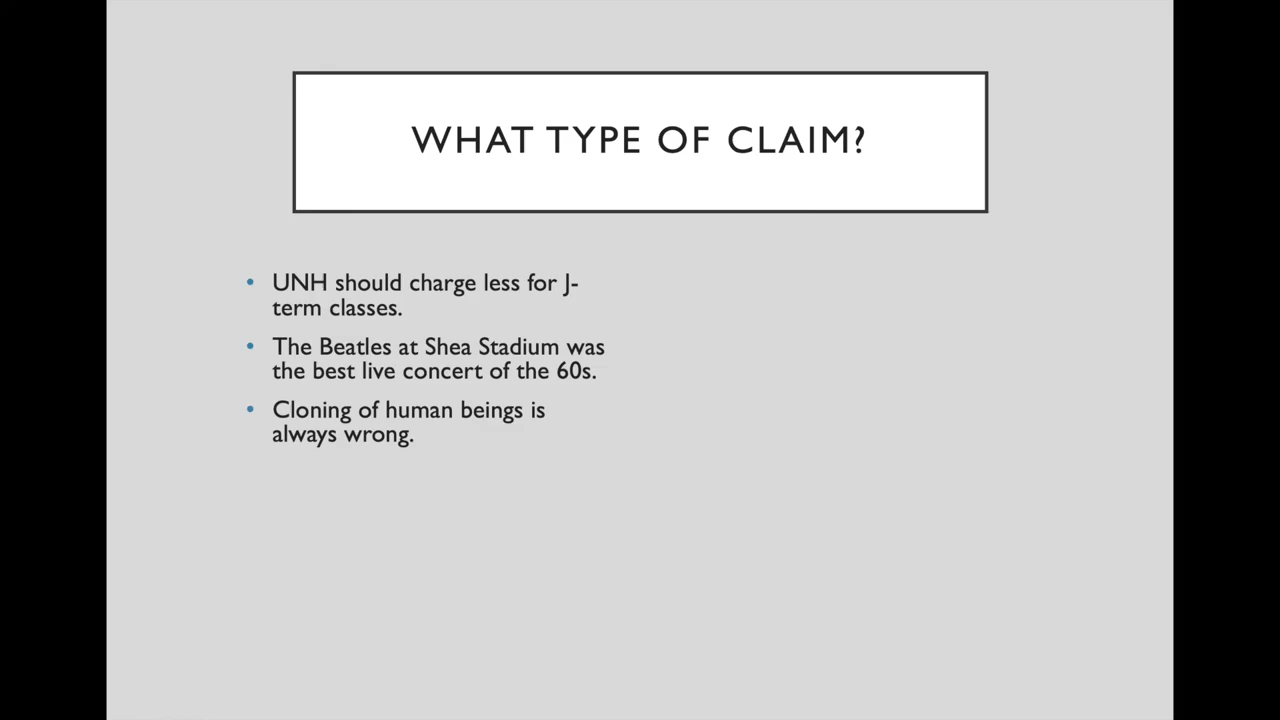 WHAT TYPE OF CLAIM?
• UNH should charge less for J-
term classes.
• The Beatles at Shea Stadium was
the best live concert of the 60s.
• Cloning of human beings is
always wrong.